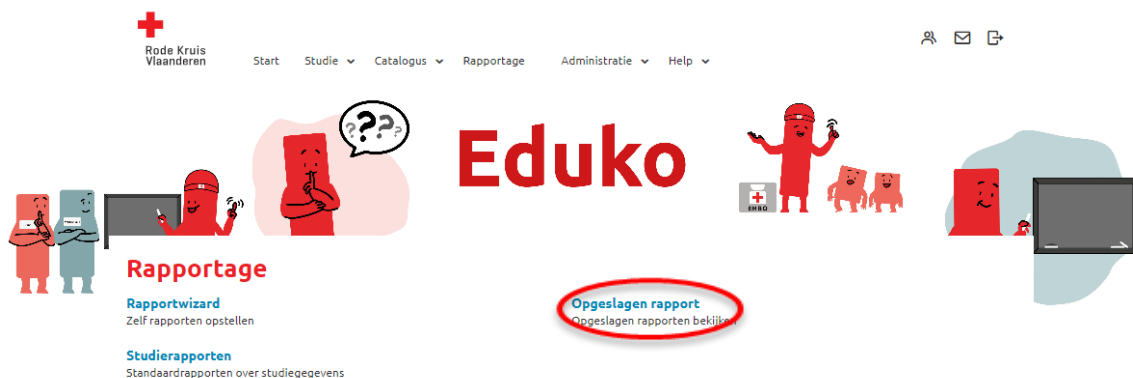 Rode Kruis
Vlaanderen
Start Studie Catalogus Rapportage Administratie Help
???
Eduko
EHBO
Rapportage
Rapportwizard
Zelf rapporten opstellen
Opgeslagen rapport
Opgeslagen rapporten bekijken
Studierapporten
Standaardrapporten over studiegegevens